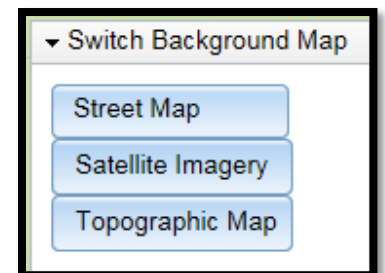 Switch Background Map
Street Map
Satellite Imagery
Topographic Map